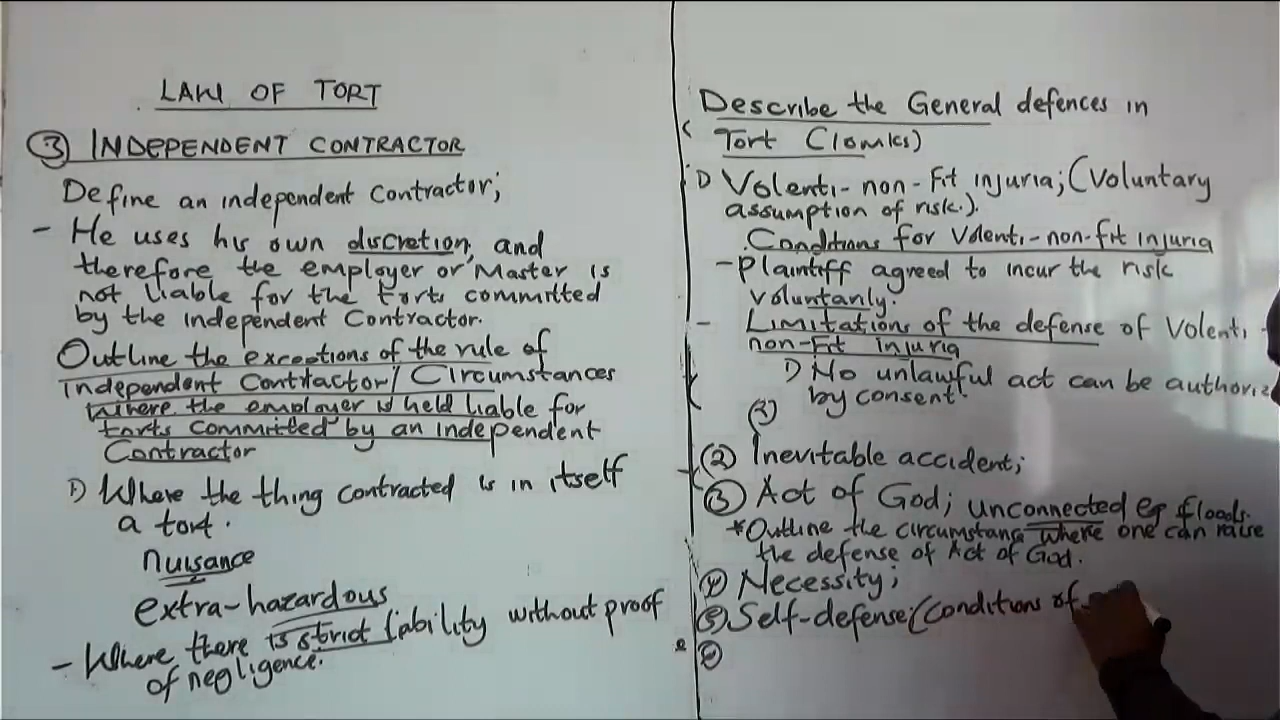 LAW OF TORT
③ INDEPENDENT CONTRACTOR
Define an independent Contractor;
- He uses his own discretion, and
therefore the employer or Master is
not liable for the torts committed
by the independent Contractor.
Outline the exceptions of the rule of
Independent Contractor/ Circumstances
Where the employer is held liable for
torts committed by an independent
Contractor
1) Where the thing contracted is in itself
a tort.
nuisance
extra-hazardous
- Where there is strict liability without proof
of negligence.
Describe the General defences in
Tort (10mks)
1) Volenti-non-Fit injuria; (Voluntary
assumption of risk.).
Conditions for Volenti-non-fit injuria
- Plaintiff agreed to incur the risk
voluntarily.
- Limitations of the defense of Volenti-
non-Fit injuria
1) No unlawful act can be
by consent.
(2) Inevitable accident;
③ Act of God; unconnected eg floods.
*Outline the where one can raise
the defense of Act of God.
④ Necessity;
⑤ Self-defense (Conditions of